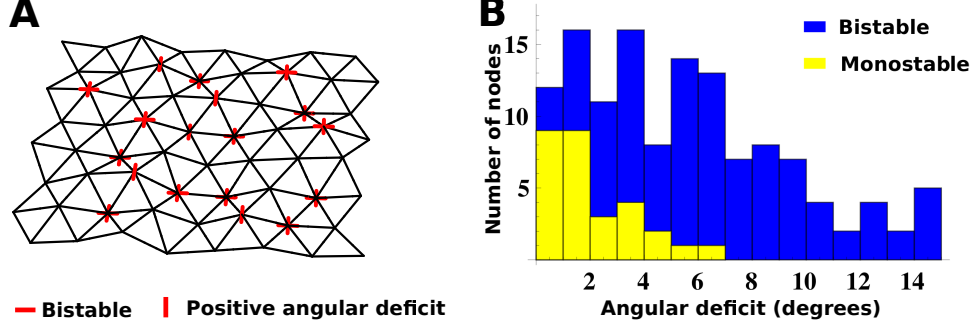 A
Bistable
Positive angular deficit
B
Number of nodes
15
10
5
2
4
6
8
10
12
14
Angular deficit (degrees)
Bistable
Monostable